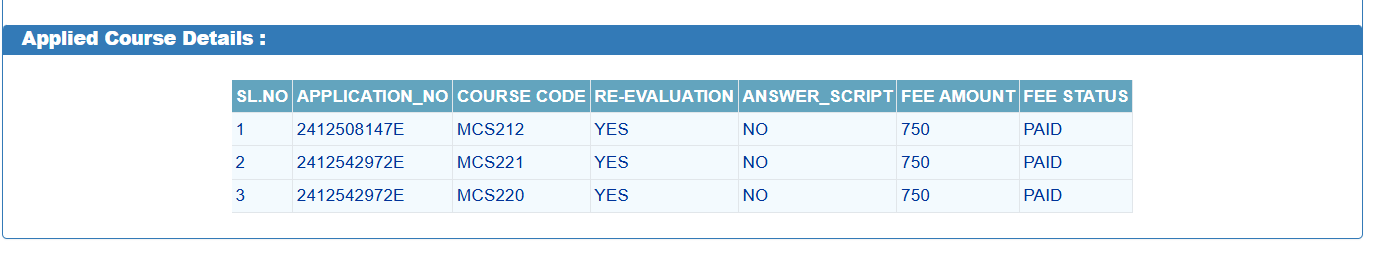 Applied Course Details :
SL.NO APPLICATION_NO COURSE CODE RE-EVALUATION ANSWER_SCRIPT FEE AMOUNT FEE STATUS
1 2412508147E MCS212 YES NO 750 PAID
2 2412542972E MCS221 YES NO 750 PAID
3 2412542972E MCS220 YES NO 750 PAID